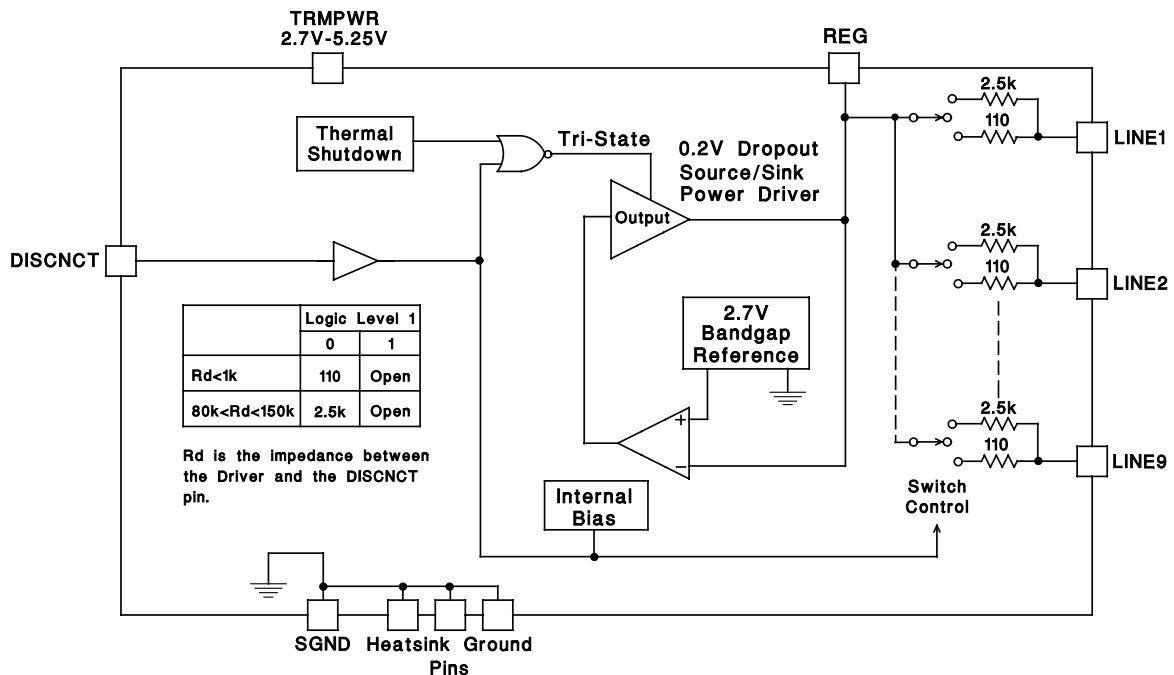 TRMPWR
2.7V-5.25V
REG
Thermal
Shutdown
Tri-State
0.2V Dropout
Source/Sink
Power Driver
Output
2.5k
110
LINE1
DISCNCT
2.5k
110
LINE2
Logic Level 1
0 1
Rd<1k 110 Open
80k<Rd<150k 2.5k Open
2.7V
Bandgap
Reference
+
−
Rd is the impedance between
the Driver and the DISCNCT
pin.
2.5k
110
LINE9
Internal
Bias
Switch
Control
SGND
Heatsink Ground
Pins